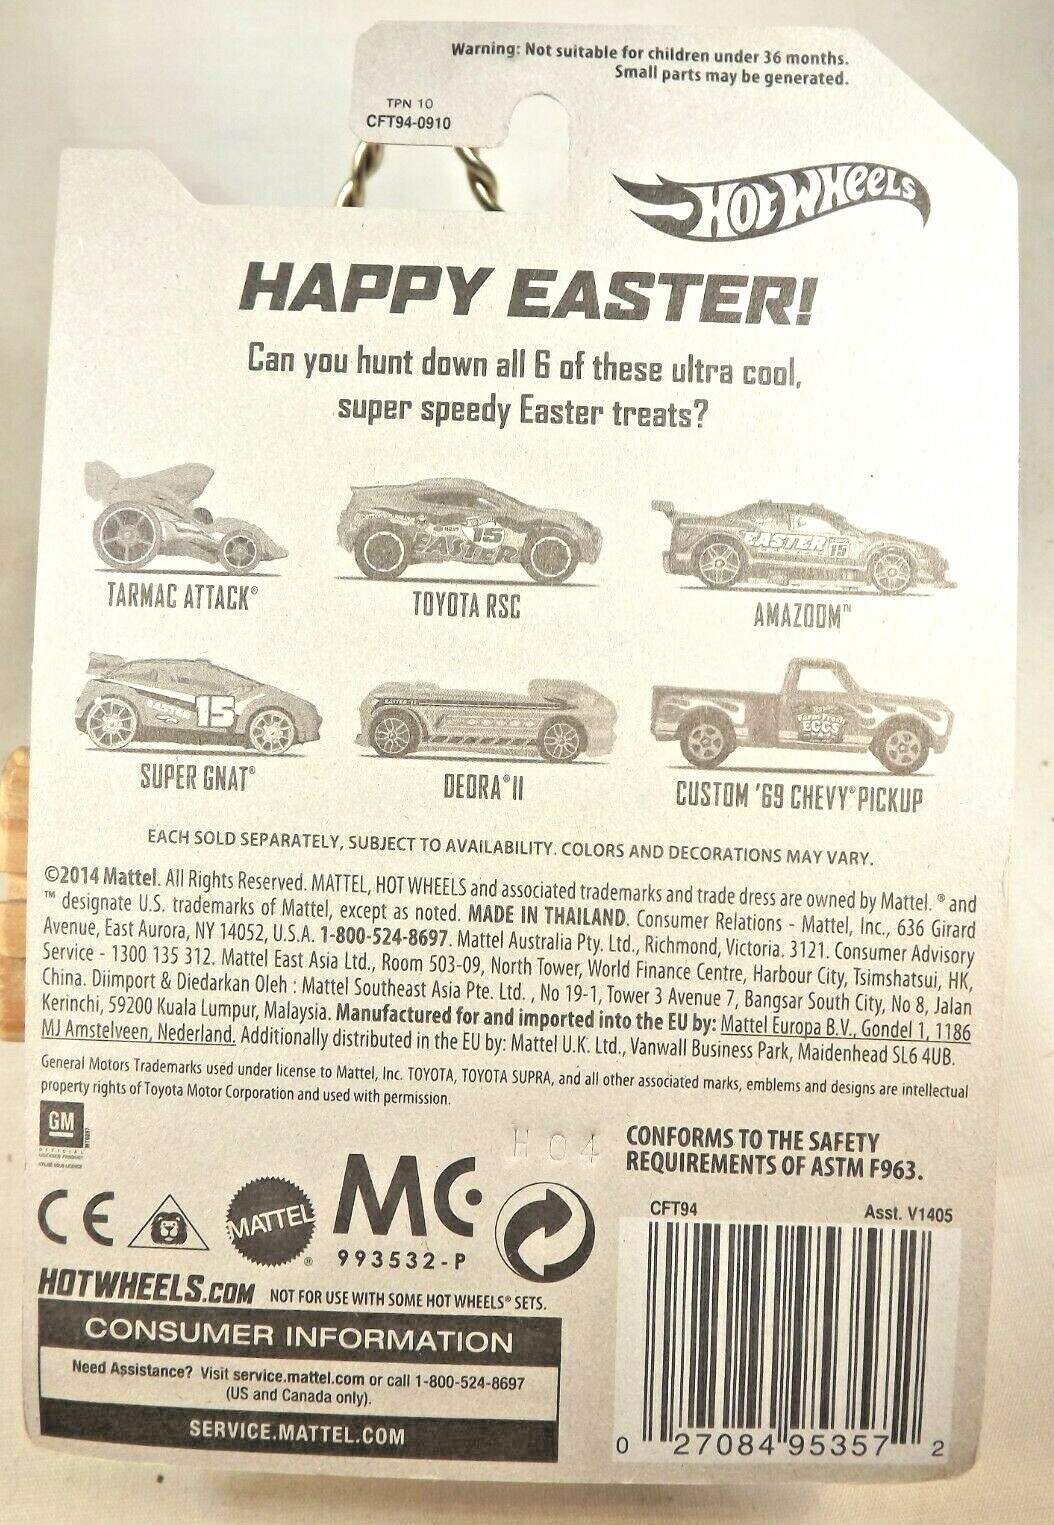 Warning: Not suitable for children under 36 months.
Small parts may be generated.
TPN 10
CFT94-0910
HOT WHEELS
HAPPY EASTER!
Can you hunt down all 6 of these ultra cool,
super speedy Easter treats?
15
EASTER
EASTER 15
TARMAC ATTACK®
TOYOTA RSC
AMAZOOM™
EASTER 15
Farm Fresh
EGGS
SUPER GNAT®
DEORA® II
CUSTOM '69 CHEVY® PICKUP
EACH SOLD SEPARATELY, SUBJECT TO AVAILABILITY. COLORS AND DECORATIONS MAY VARY.
©2014 Mattel. All Rights Reserved. MATTEL, HOT WHEELS and associated trademarks and trade dress are owned by Mattel. ® and
™ designate U.S. trademarks of Mattel, except as noted. MADE IN THAILAND. Consumer Relations - Mattel, Inc., 636 Girard
Avenue, East Aurora, NY 14052, U.S.A. 1-800-524-8697. Mattel Australia Pty. Ltd., Richmond, Victoria. 3121. Consumer Advisory
Service - 1300 135 312. Mattel East Asia Ltd., Room 503-09, North Tower, World Finance Centre, Harbour City, Tsimshatsui, HK,
China. Diimport & Diedarkan Oleh : Mattel Southeast Asia Pte. Ltd. , No 19-1, Tower 3 Avenue 7, Bangsar South City, No 8, Jalan
Kerinchi, 59200 Kuala Lumpur, Malaysia. Manufactured for and imported into the EU by: Mattel Europa B.V., Gondel 1, 1186
MJ Amstelveen, Nederland. Additionally distributed in the EU by: Mattel U.K. Ltd., Vanwall Business Park, Maidenhead SL6 4UB.
General Motors Trademarks used under license to Mattel, Inc. TOYOTA, TOYOTA SUPRA, and all other associated marks, emblems and designs are intellectual
property rights of Toyota Motor Corporation and used with permission.
GM
H04
CONFORMS TO THE SAFETY
REQUIREMENTS OF ASTM F963.
CE
MATTEL®
MC
993532-P
CFT94 Asst. V1405
HOTWHEELS.COM NOT FOR USE WITH SOME HOT WHEELS® SETS.
CONSUMER INFORMATION
Need Assistance? Visit service.mattel.com or call 1-800-524-8697
(US and Canada only).
SERVICE.MATTEL.COM
0 27084 95357 2